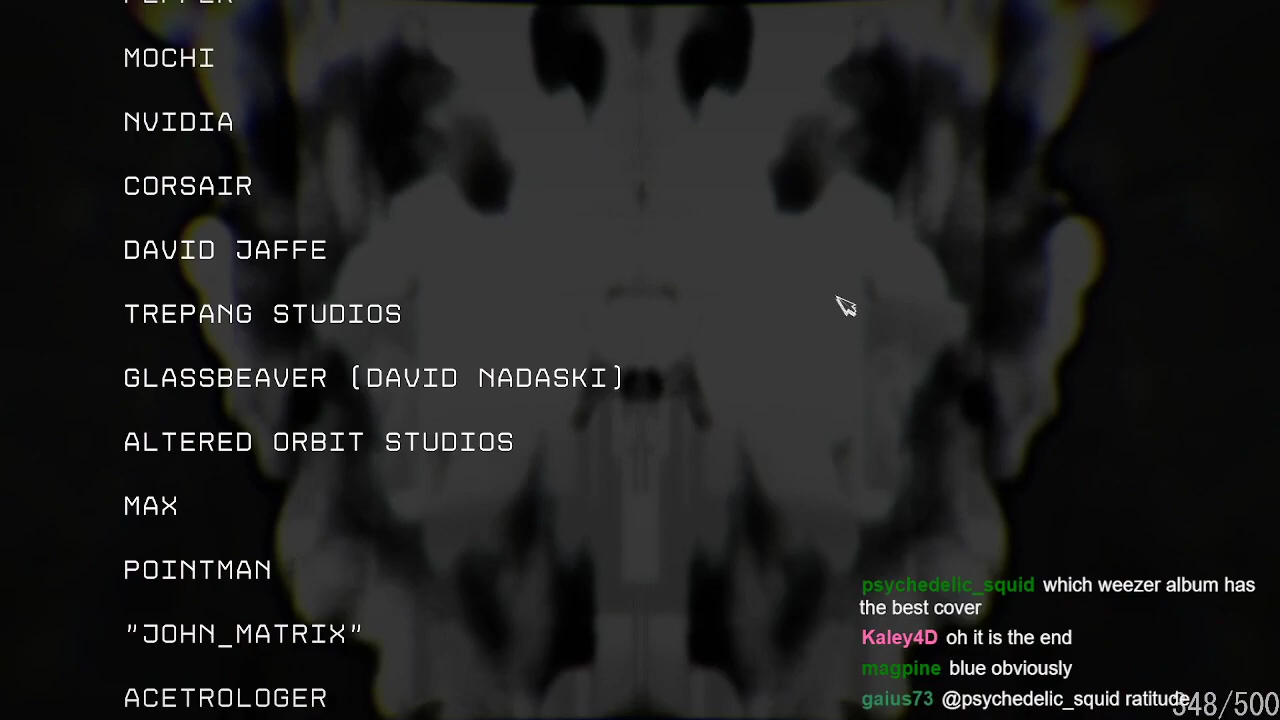 PEPPER
MOCHI
NVIDIA
CORSAIR
DAVID JAFFE
TREPANG STUDIOS
GLASSBEAVER (DAVID NADASKI)
ALTERED ORBIT STUDIOS
MAX
POINTMAN
"JOHN_MATRIX"
ACETROLOGER
psychedelic_squid which weezer album has
the best cover
Kaley4D oh it is the end
magpine blue obviously
gaius73 @psychedelic_squid ratitude
348/500